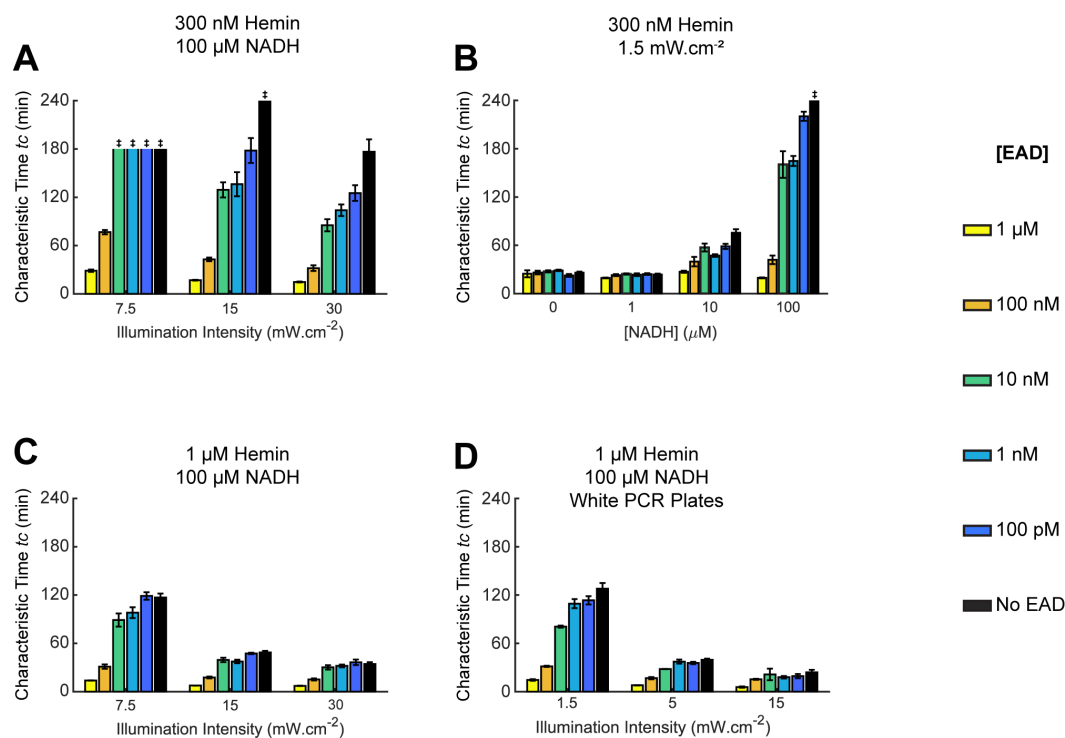 300 nM Hemin
100 µM NADH
A
Characteristic Time tc (min)
240
180
120
60
0
‡ ‡ ‡ ‡
‡
7.5 15 30
Illumination Intensity (mW.cm-2)
300 nM Hemin
1.5 mW.cm-²
B
Characteristic Time tc (min)
240
180
120
60
0
‡
0 1 10 100
[NADH] (µM)
[EAD]
1 µM
100 nM
10 nM
1 nM
100 pM
No EAD
1 µM Hemin
100 µM NADH
C
Characteristic Time tc (min)
240
180
120
60
0
7.5 15 30
Illumination Intensity (mW.cm-2)
1 µM Hemin
100 µM NADH
White PCR Plates
D
Characteristic Time tc (min)
240
180
120
60
0
1.5 5 15
Illumination Intensity (mW.cm-2)